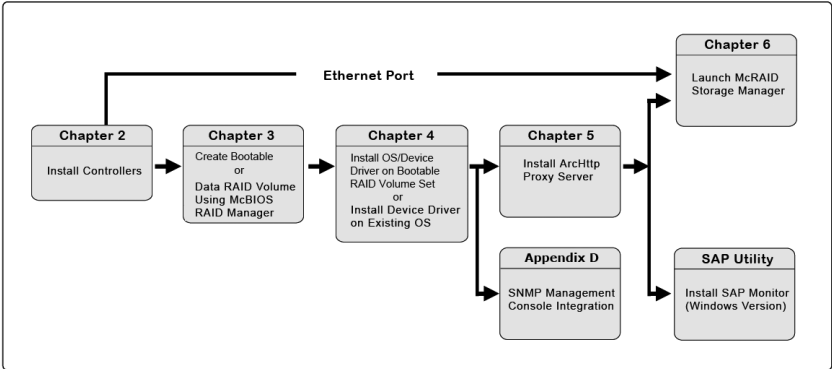 Chapter 6
Launch McRAID
Storage Manager
Ethernet Port
Chapter 2
Install Controllers
Chapter 3
Create Bootable
or
Data RAID Volume
Using McBIOS
RAID Manager
Chapter 4
Install OS/Device
Driver on Bootable
RAID Volume Set
or
Install Device Driver
on Existing OS
Chapter 5
Install ArcHttp
Proxy Server
Appendix D
SNMP Management
Console Integration
SAP Utility
Install SAP Monitor
(Windows Version)